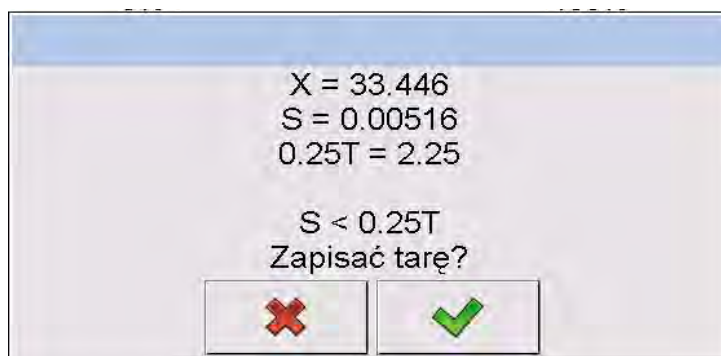 X = 33.446
S = 0.00516
0.25T = 2.25
S < 0.25T
Zapisać tarę?